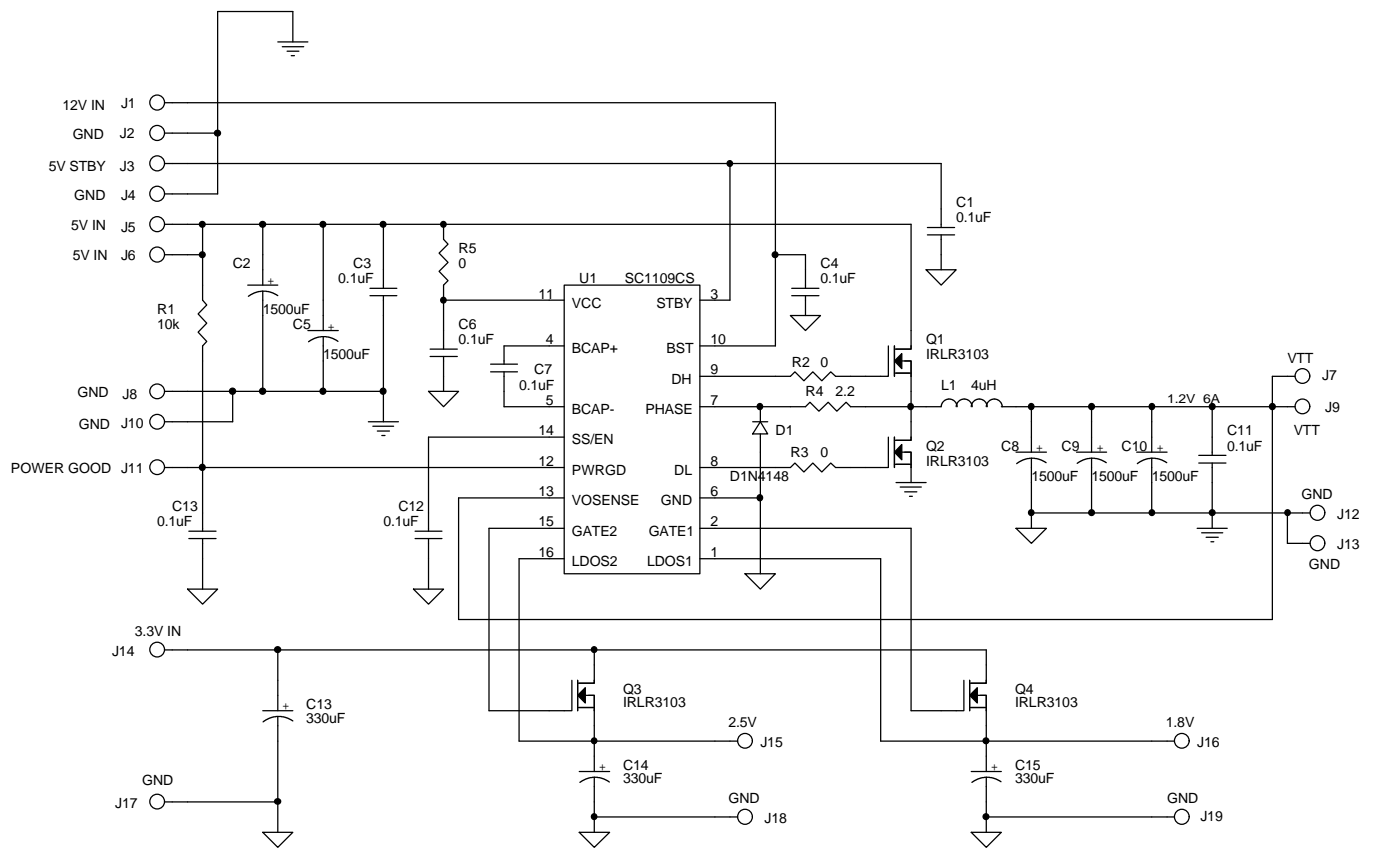 12V IN J1
GND J2
5V STBY J3
GND J4
5V IN J5
5V IN J6
C1
0.1uF
R5
0
C2
1500uF
C3
0.1uF
C4
0.1uF
C5
1500uF
R1
10k
U1 SC1109CS
11 VCC STBY 3
C6
0.1uF
4 BCAP+ BST 10
C7
0.1uF
DH 9
R2 0
Q1
IRLR3103
5 BCAP- PHASE 7
R4 2.2
L1 4uH
1.2V 6A
VTT
J7
J9
VTT
GND J8
GND J10
14 SS/EN
D1
D1N4148
Q2
IRLR3103
C8
1500uF
C9
1500uF
C10
1500uF
C11
0.1uF
POWER GOOD J11
12 PWRGD DL 8
R3 0
13 VOSENSE GND 6
C13
0.1uF
C12
0.1uF
15 GATE2 GATE1 2
16 LDOS2 LDOS1 1
GND
J12
J13
GND
3.3V IN
J14
C13
330uF
Q3
IRLR3103
Q4
IRLR3103
2.5V
J15
1.8V
J16
C14
330uF
C15
330uF
GND
J17
GND
J18
GND
J19